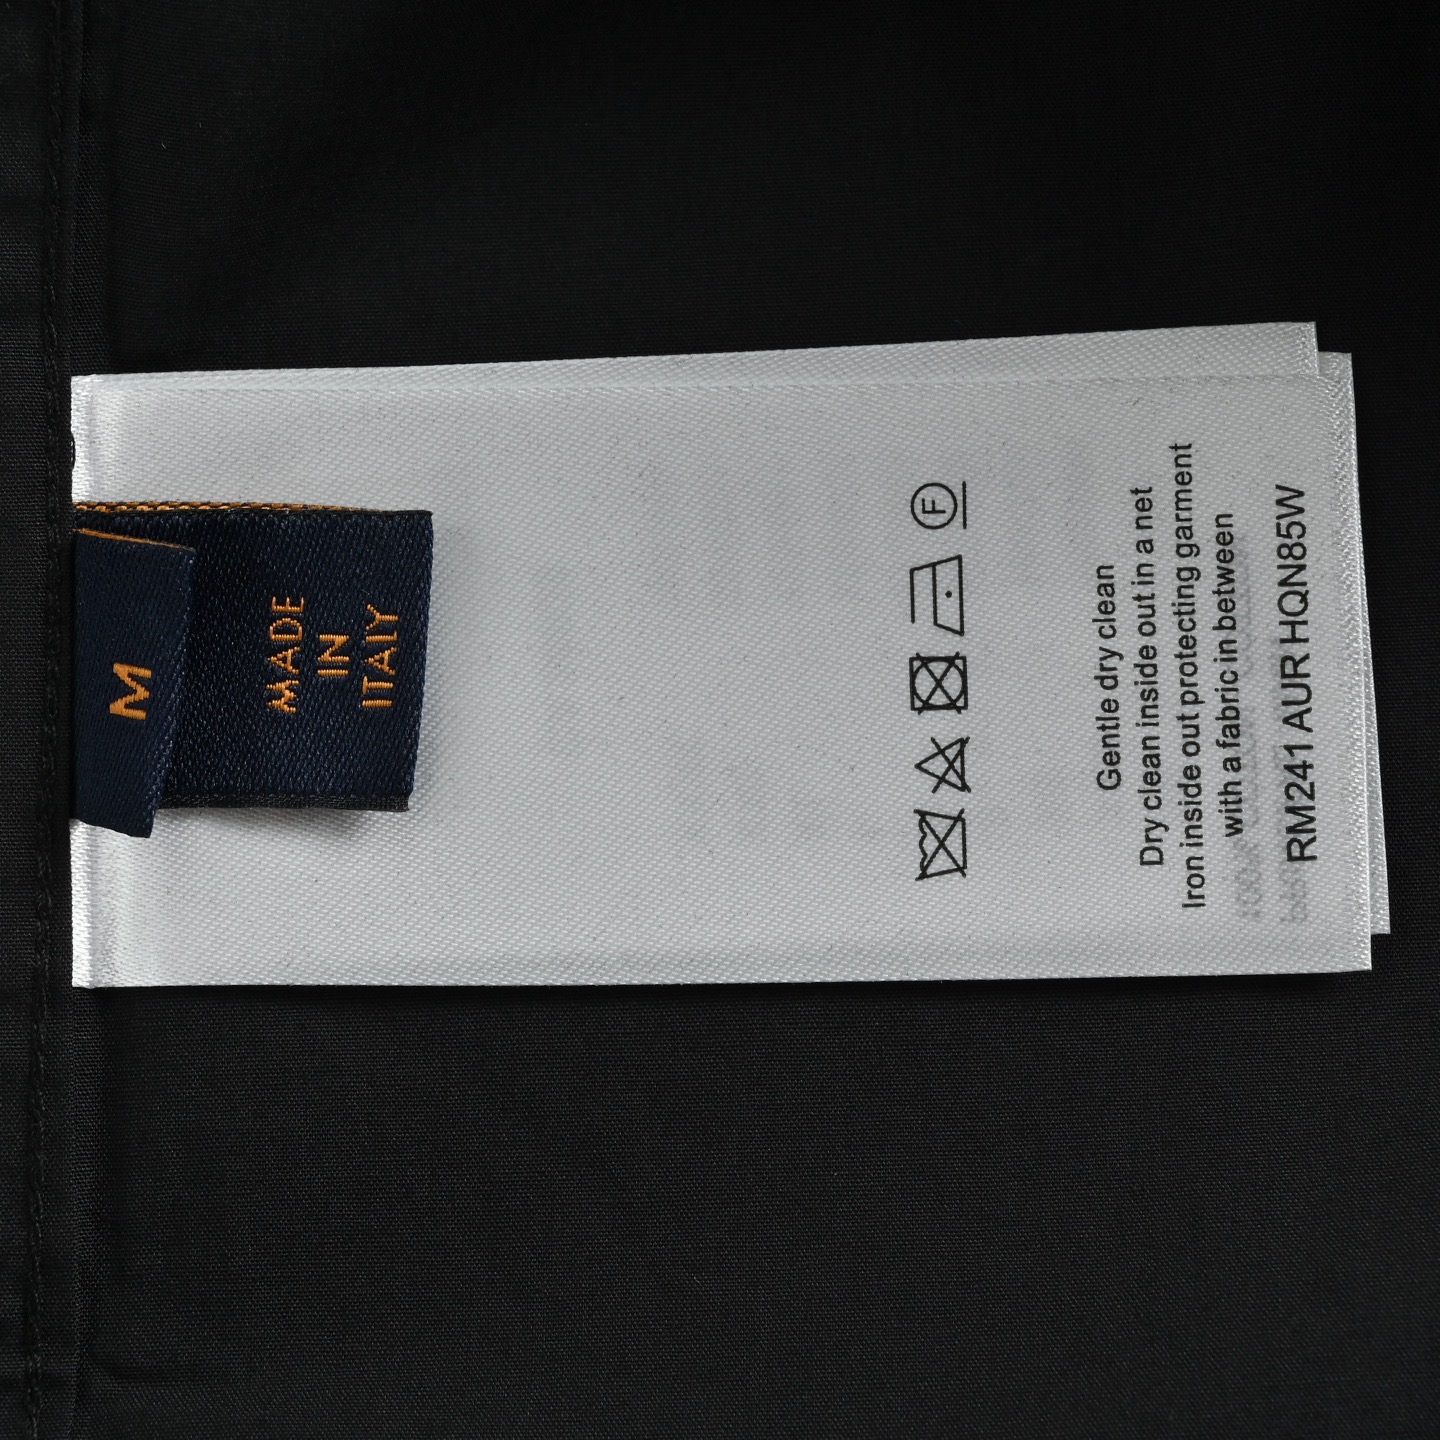 M
MADE
IN
ITALY
F
Gentle dry clean
Dry clean inside out in a net
Iron inside out protecting garment
with a fabric in between
RM241 AUR HQN85W